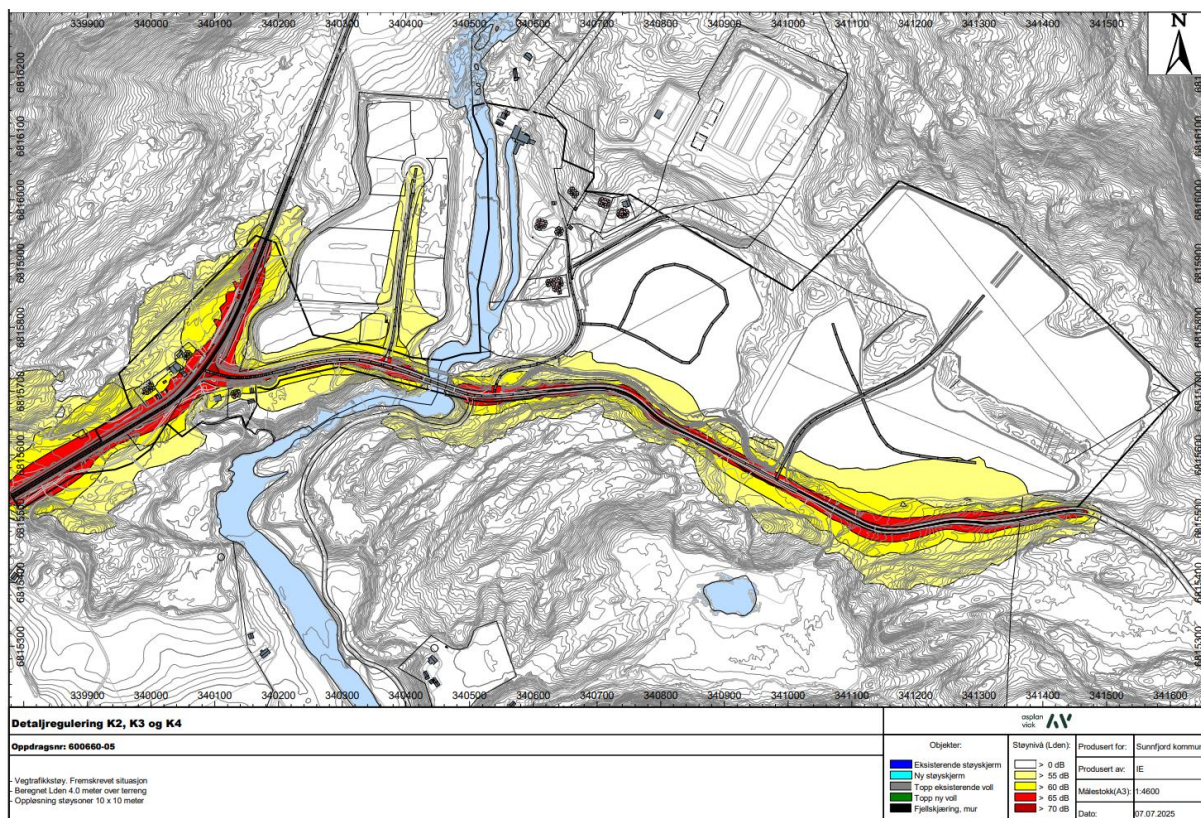 339900 340000 340100 340200 340300 340400 340500 340600 340700 340800 340900 341000 341100 341200 341300 341400 341500
N
6816200
6816100
6816000
6815900
6815800
6815700
6815600
6815500
6815400
6815300
339900 340000 340100 340200 340300 340400 340500 340600 340700 340800 340900 341000 341100 341200 341300 341400 341500 341600
Detaljregulering K2, K3 og K4
Oppdragsnr: 600660-05
- Vegtrafikkstøy. Fremskrevet situasjon
- Beregnet Lden 4.0 meter over terreng
- Oppløsning støysoner 10 x 10 meter
asplan
viak
Objekter:
Eksisterende støyskjerm
Ny støyskjerm
Topp eksisterende voll
Topp ny voll
Fjellskjæring, mur
Støynivå (Lden):
> 0 dB
> 55 dB
> 60 dB
> 65 dB
> 70 dB
Produsert for: Sunnfjord kommun
Produsert av: IE
Målestokk(A3): 1:4600
Dato: 07.07.2025